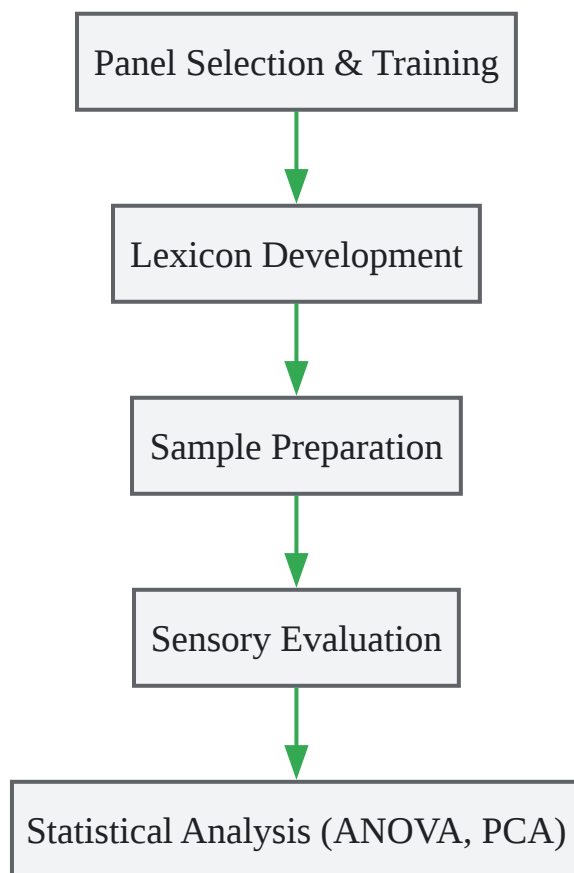 Panel Selection & Training
Lexicon Development
Sample Preparation
Sensory Evaluation
Statistical Analysis (ANOVA, PCA)